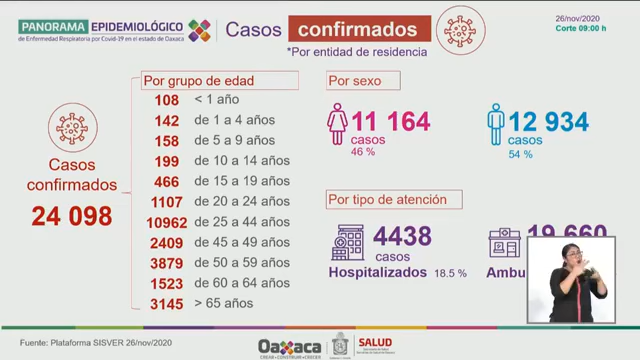 PANORAMA EPIDEMIOLÓGICO
de Enfermedad Respiratoria por Covid-19 en el estado de Oaxaca
Casos confirmados
*Por entidad de residencia
26/nov/2020
Corte 09:00 h
Casos
confirmados
24 098
Por grupo de edad
108 < 1 año
142 de 1 a 4 años
158 de 5 a 9 años
199 de 10 a 14 años
466 de 15 a 19 años
1107 de 20 a 24 años
10962 de 25 a 44 años
2409 de 45 a 49 años
3879 de 50 a 59 años
1523 de 60 a 64 años
3145 > 65 años
Por sexo
11 164
casos
46 %
12 934
casos
54 %
Por tipo de atención
4438
casos
Hospitalizados 18.5 %
19 660
Ambu
Fuente: Plataforma SISVER 26/nov/2020
Oaxaca
CREAR • CONSTRUIR • CRECER
SALUD